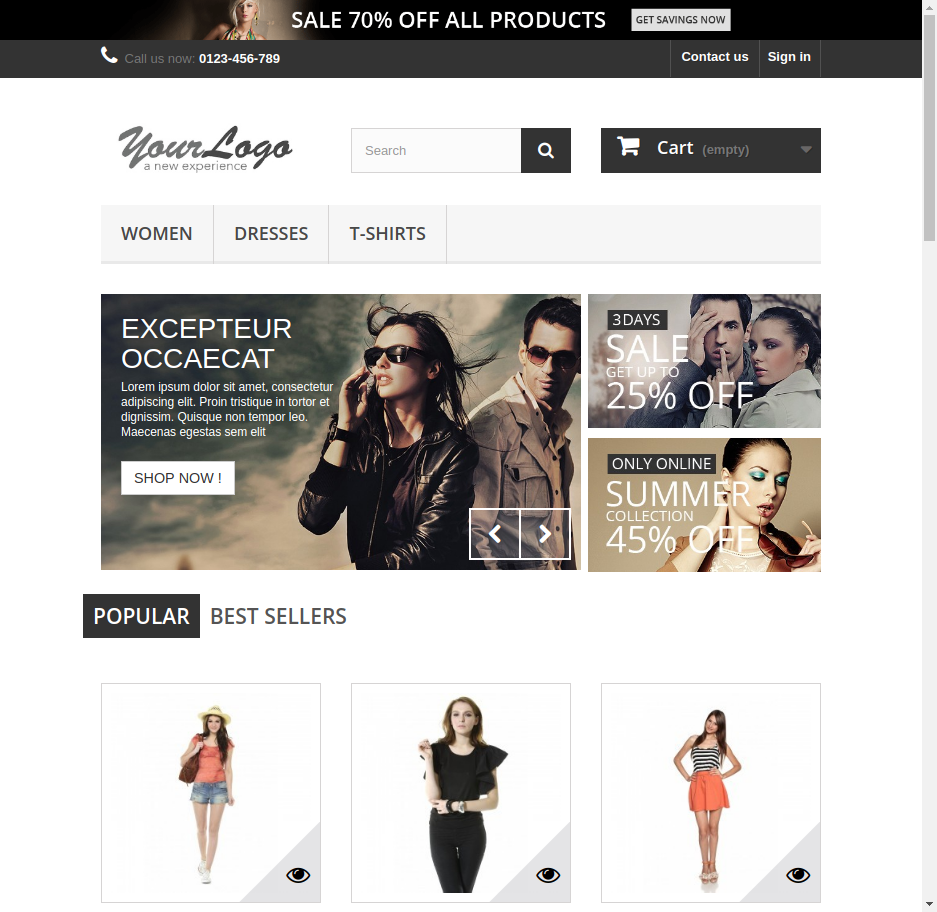 SALE 70% OFF ALL PRODUCTS GET SAVINGS NOW
Call us now: 0123-456-789 Contact us Sign in
YourLogo
a new experience
Search
Cart (empty)
WOMEN DRESSES T-SHIRTS
EXCEPTEUR
OCCAECAT
Lorem ipsum dolor sit amet, consectetur
adipiscing elit. Proin tristique in tortor et
dignissim. Quisque non tempor leo.
Maecenas egestas sem elit
SHOP NOW !
3 DAYS
SALE
GET UP TO
25% OFF
ONLY ONLINE
SUMMER
COLLECTION
45% OFF
POPULAR BEST SELLERS